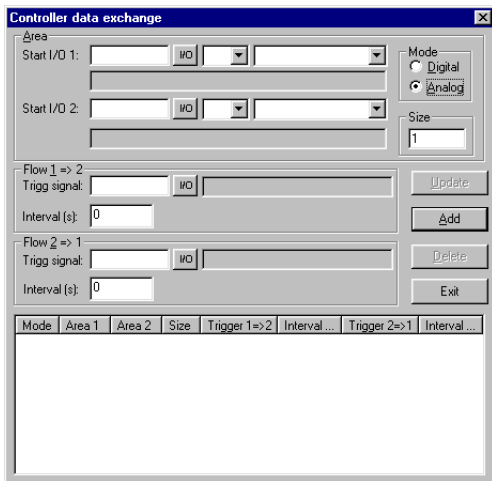 Controller data exchange
Area
Start I/O 1: I/O
Start I/O 2: I/O
Mode
Digital
Analog
Size
1
Flow 1 => 2
Trigg signal: I/O
Interval (s): 0
Flow 2 => 1
Trigg signal: I/O
Interval (s): 0
Update
Add
Delete
Exit
Mode Area 1 Area 2 Size Trigger 1=>2 Interval ... Trigger 2=>1 Interval ...